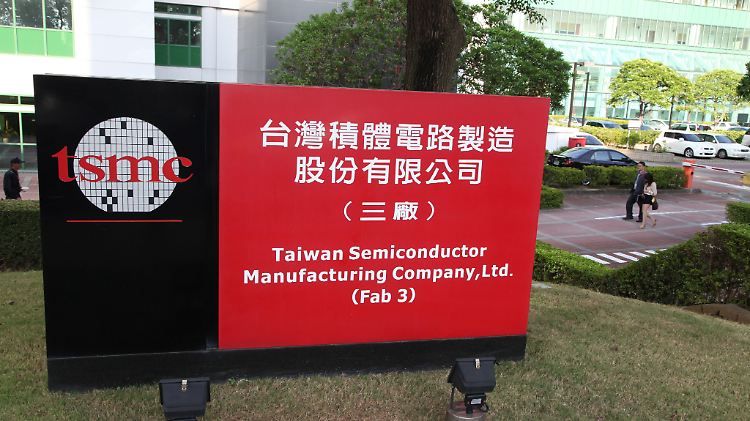 tsmc
台灣積體電路製造
股份有限公司
(三廠)
Taiwan Semiconductor
Manufacturing Company,Ltd.
(Fab 3)